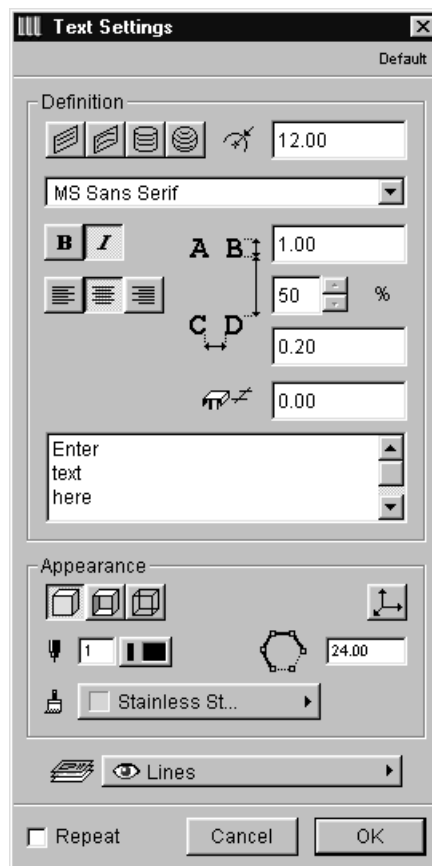 Text Settings
Default
Definition
12.00
MS Sans Serif
B I
A B
1.00
50 %
C D
0.20
0.00
Enter
text
here
Appearance
1
24.00
Stainless St...
Lines
Repeat
Cancel
OK